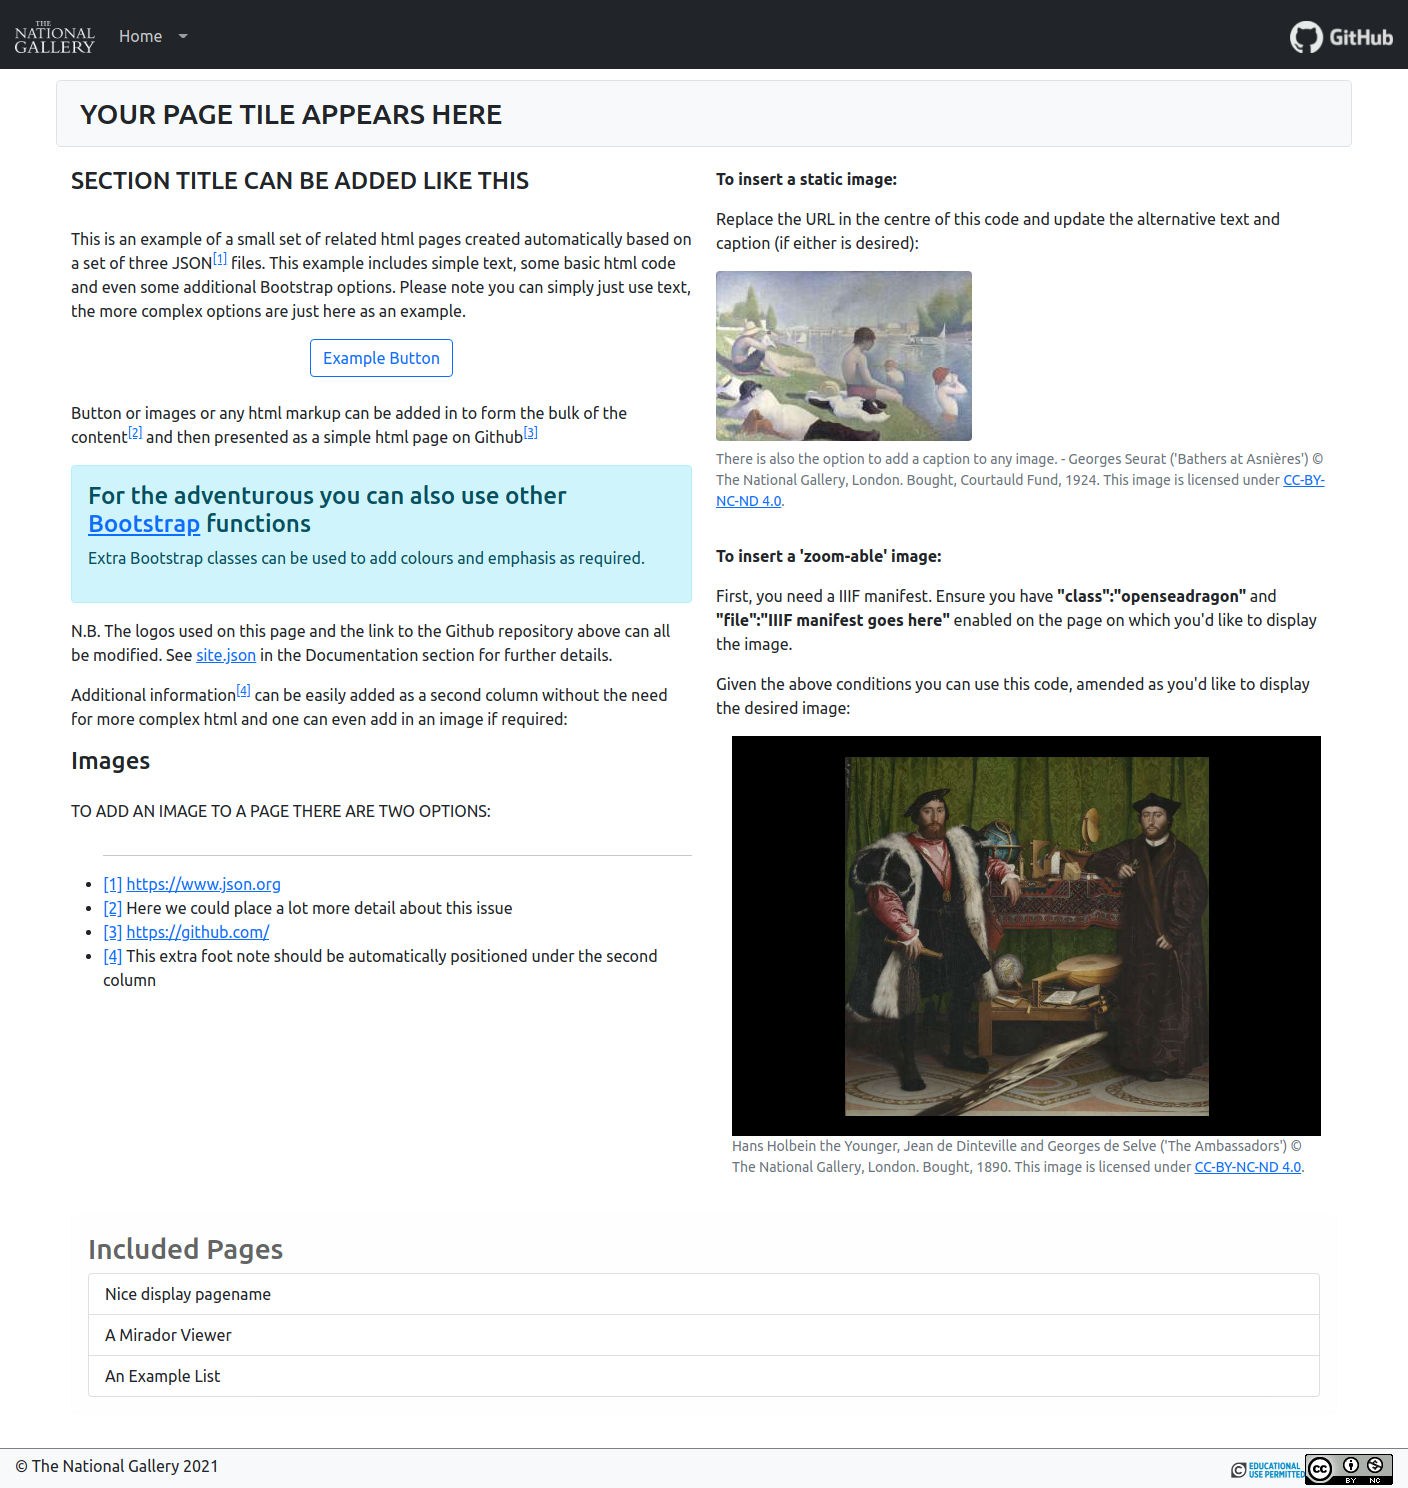 THE
NATIONAL
GALLERY
Home
GitHub
YOUR PAGE TILE APPEARS HERE
SECTION TITLE CAN BE ADDED LIKE THIS
This is an example of a small set of related html pages created automatically based on
a set of three JSON[1] files. This example includes simple text, some basic html code
and even some additional Bootstrap options. Please note you can simply just use text,
the more complex options are just here as an example.
Example Button
Button or images or any html markup can be added in to form the bulk of the
content[2] and then presented as a simple html page on Github[3]
For the adventurous you can also use other
Bootstrap functions
Extra Bootstrap classes can be used to add colours and emphasis as required.
N.B. The logos used on this page and the link to the Github repository above can all
be modified. See site.json in the Documentation section for further details.
Additional information[4] can be easily added as a second column without the need
for more complex html and one can even add in an image if required:
Images
TO ADD AN IMAGE TO A PAGE THERE ARE TWO OPTIONS:
[1] https://www.json.org
[2] Here we could place a lot more detail about this issue
[3] https://github.com/
[4] This extra foot note should be automatically positioned under the second
column
To insert a static image:
Replace the URL in the centre of this code and update the alternative text and
caption (if either is desired):
There is also the option to add a caption to any image. - Georges Seurat ('Bathers at Asnières') ©
The National Gallery, London. Bought, Courtauld Fund, 1924. This image is licensed under CC-BY-
NC-ND 4.0.
To insert a 'zoom-able' image:
First, you need a IIIF manifest. Ensure you have "class":"openseadragon" and
"file":"IIIF manifest goes here" enabled on the page on which you'd like to display
the image.
Given the above conditions you can use this code, amended as you'd like to display
the desired image:
Hans Holbein the Younger, Jean de Dinteville and Georges de Selve ('The Ambassadors') ©
The National Gallery, London. Bought, 1890. This image is licensed under CC-BY-NC-ND 4.0.
Included Pages
Nice display pagename
A Mirador Viewer
An Example List
© The National Gallery 2021
EDUCATIONAL
USE PERMITTED
cc
BY NC